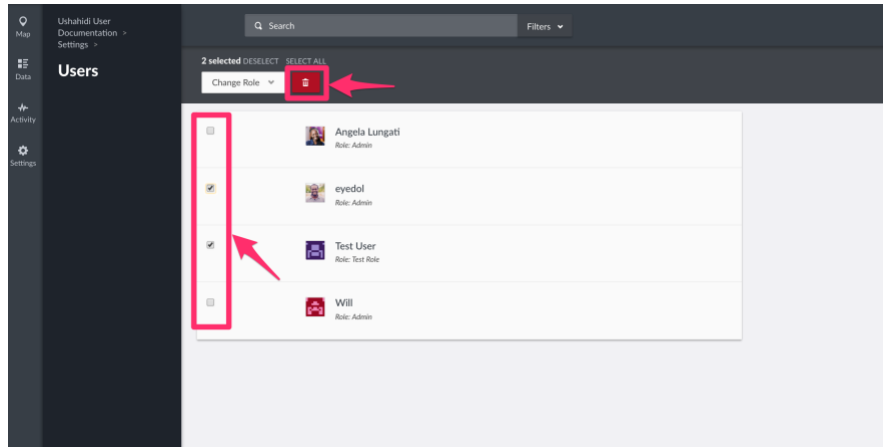 Map
Data
Activity
Settings
Ushahidi User
Documentation >
Settings >
Users
Search
Filters
2 selected DESELECT SELECT ALL
Change Role
Angela Lungati
Role: Admin
eyedol
Role: Admin
Test User
Role: Test Role
Will
Role: Admin